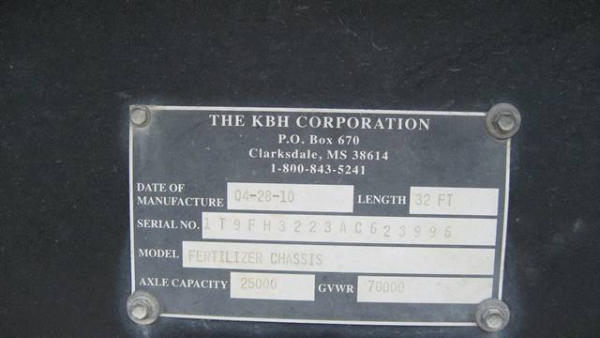 THE KBH CORPORATION
P.O. Box 670
Clarksdale, MS 38614
1-800-843-5241
DATE OF MANUFACTURE 04-28-10 LENGTH 32 FT
SERIAL NO. 1T9FH3223AC623996
MODEL FERTILIZER CHASSIS
AXLE CAPACITY 25000 GVWR 70000